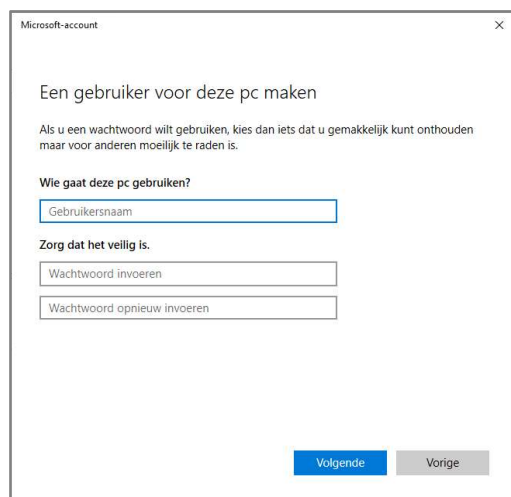 Microsoft-account
Een gebruiker voor deze pc maken
Als u een wachtwoord wilt gebruiken, kies dan iets dat u gemakkelijk kunt onthouden
maar voor anderen moeilijk te raden is.
Wie gaat deze pc gebruiken?
Gebruikersnaam
Zorg dat het veilig is.
Wachtwoord invoeren
Wachtwoord opnieuw invoeren
Volgende Vorige